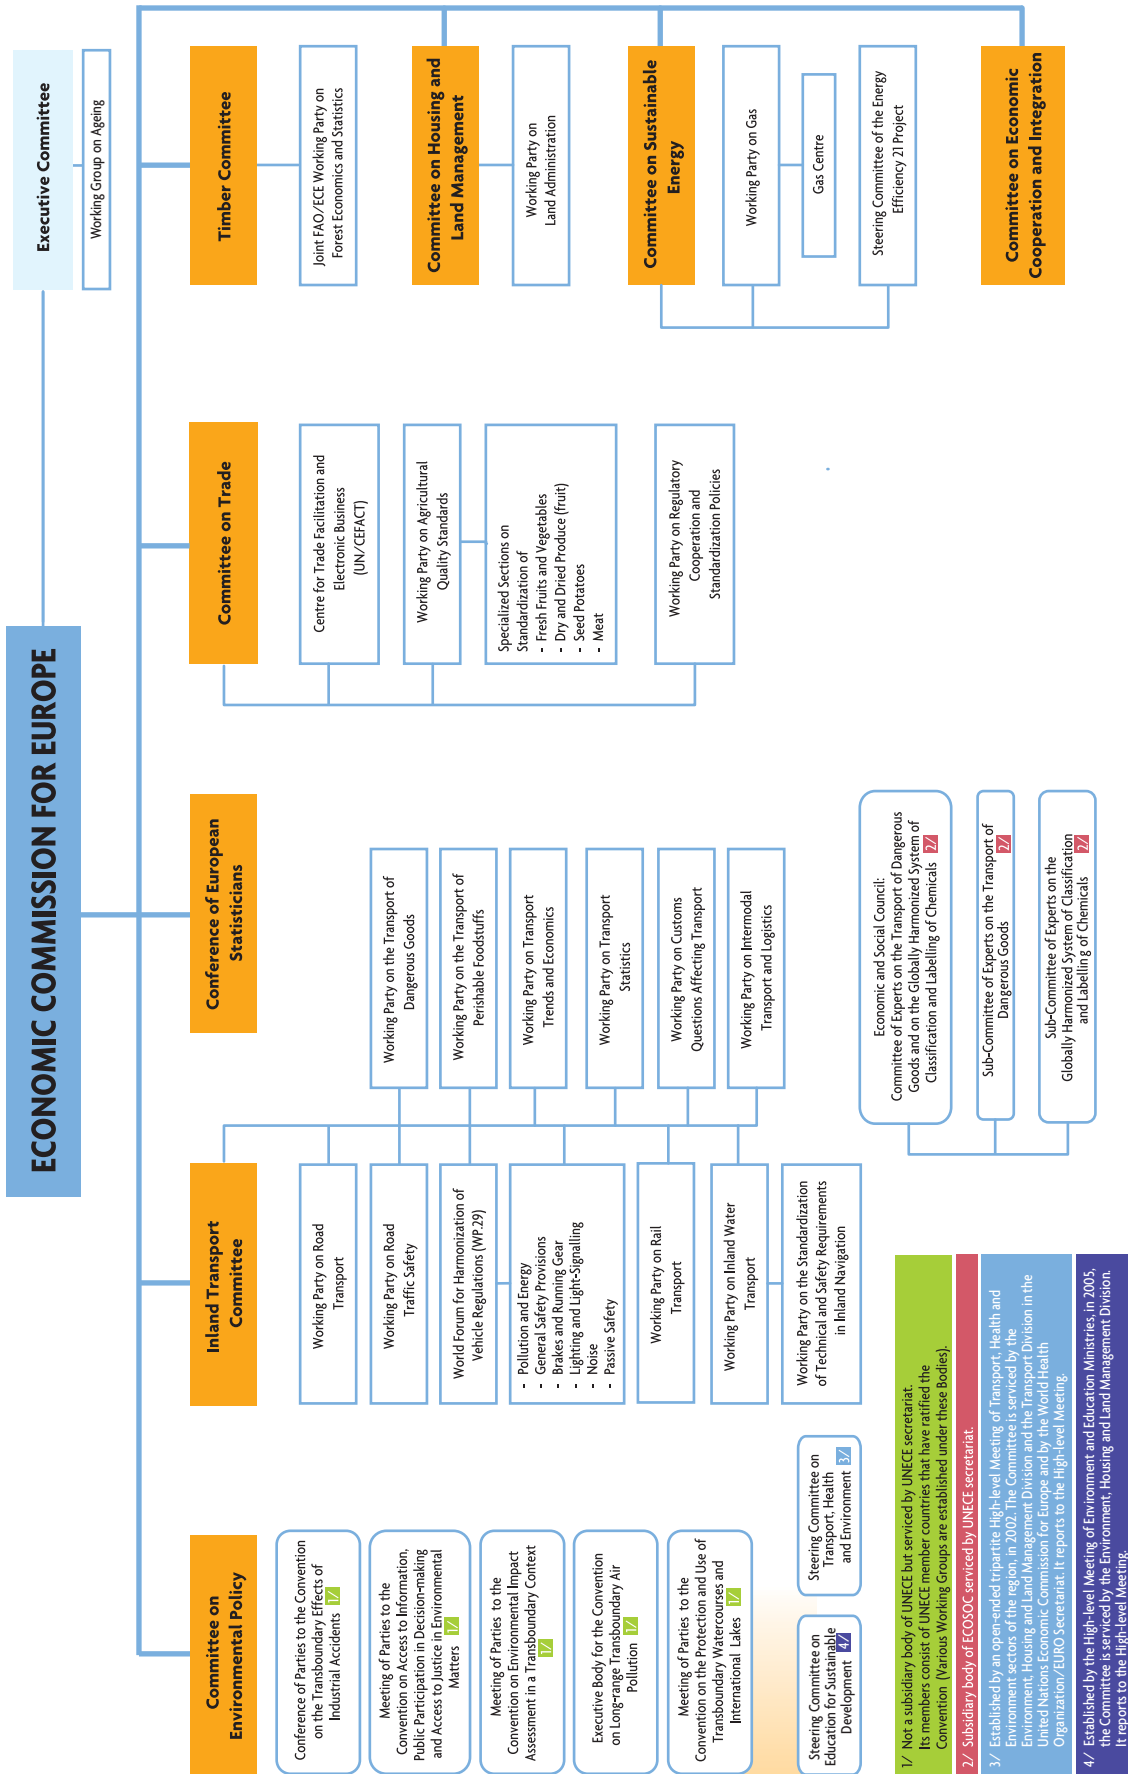 ECONOMIC COMMISSION FOR EUROPE
Executive Committee
Working Group on Ageing
Committee on
Environmental Policy
Conference of Parties to the Convention
on the Transboundary Effects of
Industrial Accidents 1/
Meeting of Parties to the
Convention on Access to Information,
Public Participation in Decision-making
and Access to Justice in Environmental
Matters 1/
Meeting of Parties to the
Convention on Environmental Impact
Assessment in a Transboundary Context
1/
Executive Body for the Convention
on Long-range Transboundary Air
Pollution 1/
Meeting of Parties to the
Convention on the Protection and Use of
Transboundary Watercourses and
International Lakes 1/
Steering Committee on
Education for Sustainable
Development 4/
Steering Committee on
Transport, Health
and Environment 3/
Inland Transport
Committee
Working Party on Road
Transport
Working Party on Road
Traffic Safety
World Forum for Harmonization of
Vehicle Regulations (WP.29)
- Pollution and Energy
- General Safety Provisions
- Brakes and Running Gear
- Lighting and Light-Signalling
- Noise
- Passive Safety
Working Party on Rail
Transport
Working Party on Inland Water
Transport
Working Party on the Standardization
of Technical and Safety Requirements
in Inland Navigation
Working Party on the Transport of
Dangerous Goods
Working Party on the Transport of
Perishable Foodstuffs
Working Party on Transport
Trends and Economics
Working Party on Transport
Statistics
Working Party on Customs
Questions Affecting Transport
Working Party on Intermodal
Transport and Logistics
Conference of European
Statisticians
Economic and Social Council:
Committee of Experts on the Transport of Dangerous
Goods and on the Globally Harmonized System of
Classification and Labelling of Chemicals 2/
Sub-Committee of Experts on the Transport of
Dangerous Goods 2/
Sub-Committee of Experts on the
Globally Harmonized System of Classification
and Labelling of Chemicals 2/
Committee on Trade
Centre for Trade Facilitation and
Electronic Business
(UN/CEFACT)
Working Party on Agricultural
Quality Standards
Specialized Sections on
Standardization of
- Fresh Fruits and Vegetables
- Dry and Dried Produce (fruit)
- Seed Potatoes
- Meat
Working Party on Regulatory
Cooperation and
Standardization Policies
Timber Committee
Joint FAO/ECE Working Party on
Forest Economics and Statistics
Committee on Housing and
Land Management
Working Party on
Land Administration
Committee on Sustainable
Energy
Working Party on Gas
Gas Centre
Steering Committee of the Energy
Efficiency 21 Project
Committee on Economic
Cooperation and Integration
1/ Not a subsidiary body of UNECE but serviced by UNECE secretariat.
Its members consist of UNECE member countries that have ratified the
Convention (Various Working Groups are established under these Bodies).
2/ Subsidiary body of ECOSOC serviced by UNECE secretariat.
3/ Established by an open-ended tripartite High-level Meeting of Transport, Health and
Environment sectors of the region, in 2002. The Committee is serviced by the
Environment, Housing and Land Management Division and the Transport Division in the
United Nations Economic Commission for Europe and by the World Health
Organization/EURO Secretariat. It reports to the High-level Meeting.
4/ Established by the High-level Meeting of Environment and Education Ministries, in 2005,
the Committee is serviced by the Environment, Housing and Land Management Division.
It reports to the High-level Meeting.